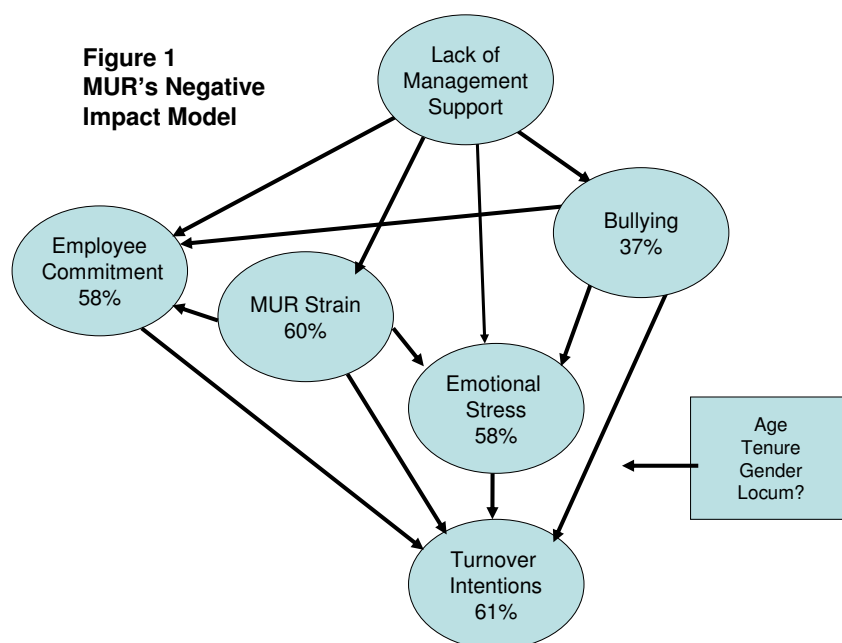 Figure 1
MUR's Negative
Impact Model
Lack of
Management
Support
Bullying
37%
Employee
Commitment
58%
MUR Strain
60%
Emotional
Stress
58%
Age
Tenure
Gender
Locum?
Turnover
Intentions
61%